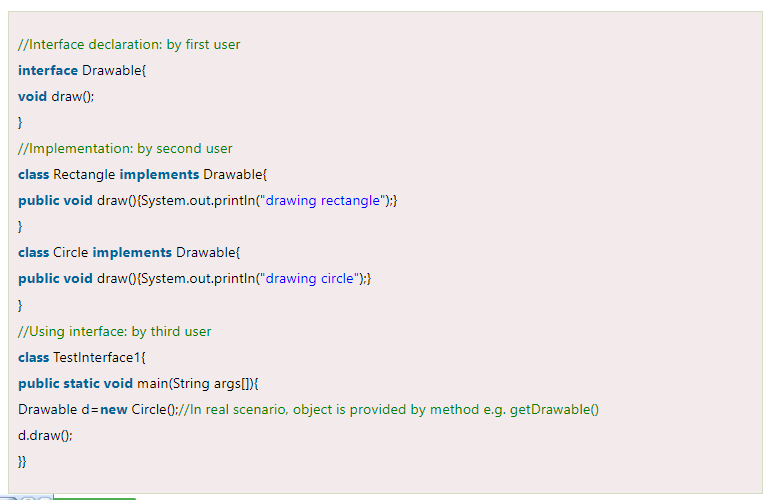 //Interface declaration: by first user
interface Drawable{
void draw();
}
//Implementation: by second user
class Rectangle implements Drawable{
public void draw(){System.out.println("drawing rectangle");}
}
class Circle implements Drawable{
public void draw(){System.out.println("drawing circle");}
}
//Using interface: by third user
class TestInterface1{
public static void main(String args[]){
Drawable d=new Circle();//In real scenario, object is provided by method e.g. getDrawable()
d.draw();
}}